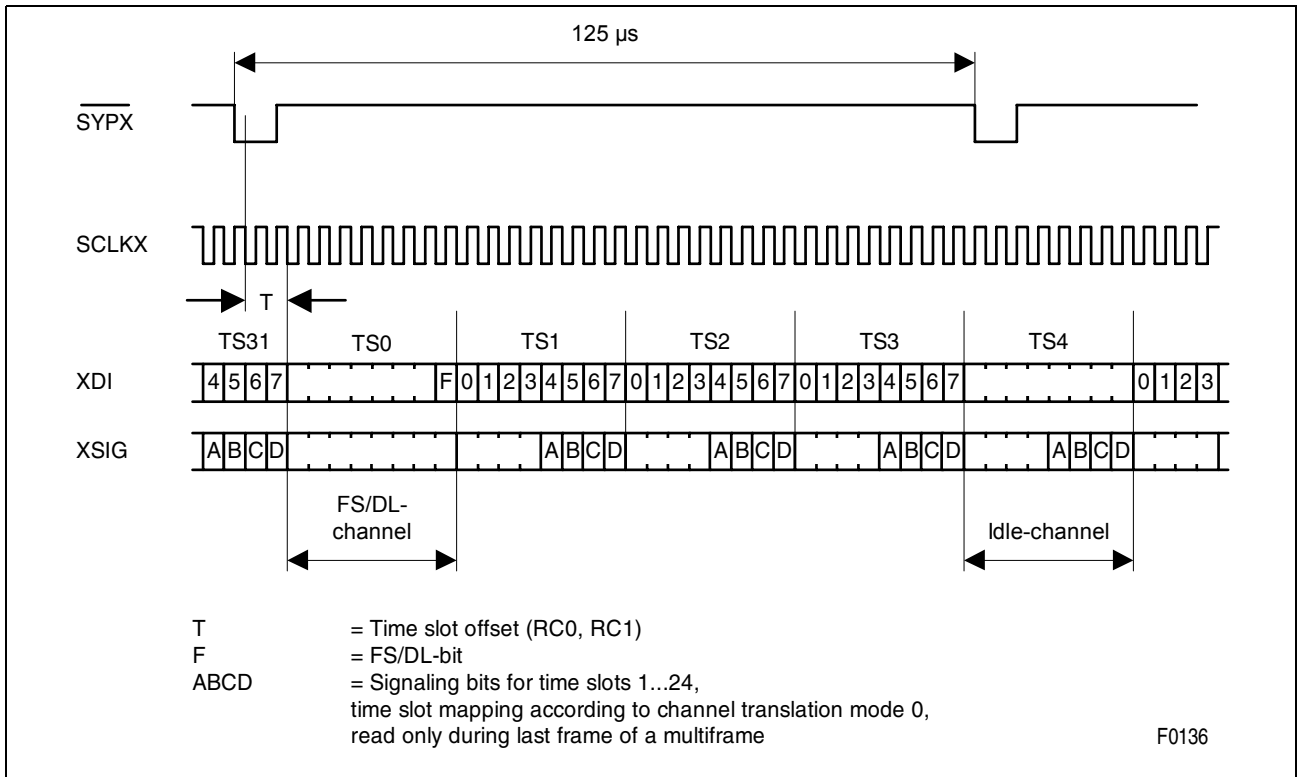 125 µs
SYPX
SCLKX
T
TS31 TS0 TS1 TS2 TS3 TS4
XDI 4 5 6 7 F 0 1 2 3 4 5 6 7 0 1 2 3 4 5 6 7 0 1 2 3 4 5 6 7 0 1 2 3
XSIG A B C D A B C D A B C D A B C D A B C D
FS/DL-
channel
Idle-channel
T = Time slot offset (RC0, RC1)
F = FS/DL-bit
ABCD = Signaling bits for time slots 1...24,
time slot mapping according to channel translation mode 0,
read only during last frame of a multiframe
F0136